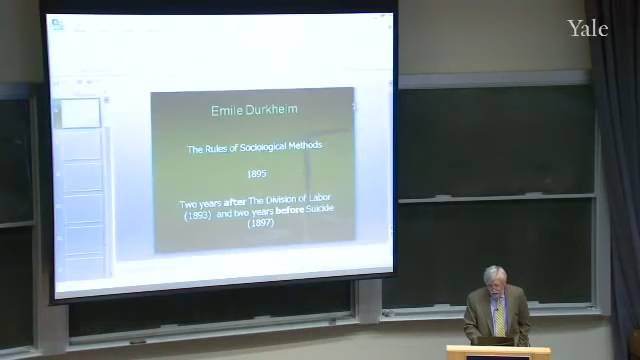 Yale
Emile Durkheim
The Rules of Sociological Methods
1895
Two years after The Division of Labor
(1893) and two years before Suicide
(1897)